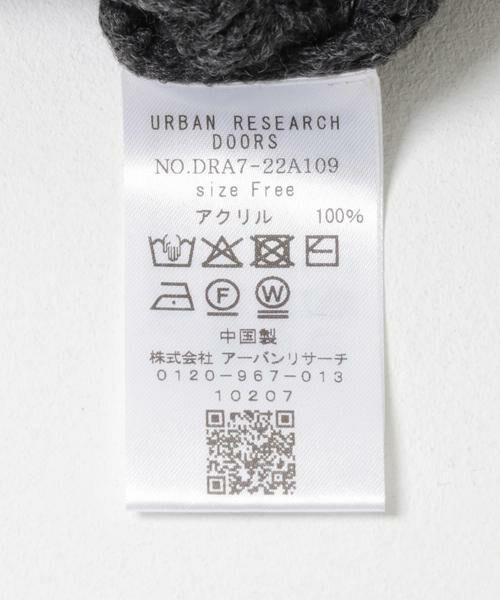 URBAN RESEARCH
DOORS
NO.DRA7-22A109
size Free
アクリル 100%
F W
中国製
株式会社 アーバンリサーチ
0120-967-013
10207